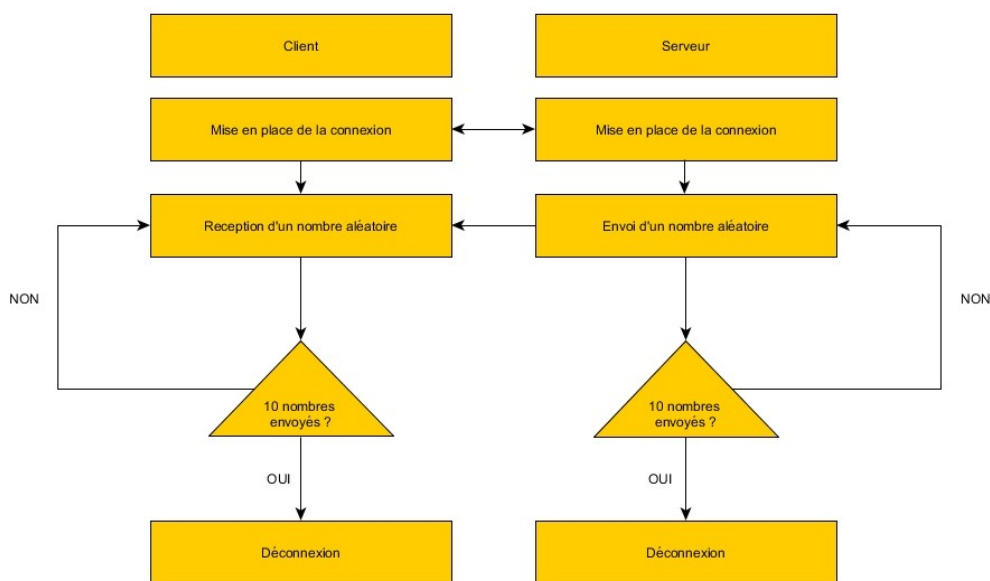 Client
Serveur
Mise en place de la connexion
Mise en place de la connexion
Reception d'un nombre aléatoire
Envoi d'un nombre aléatoire
NON
NON
10 nombres
envoyés ?
10 nombres
envoyés ?
OUI
OUI
Déconnexion
Déconnexion